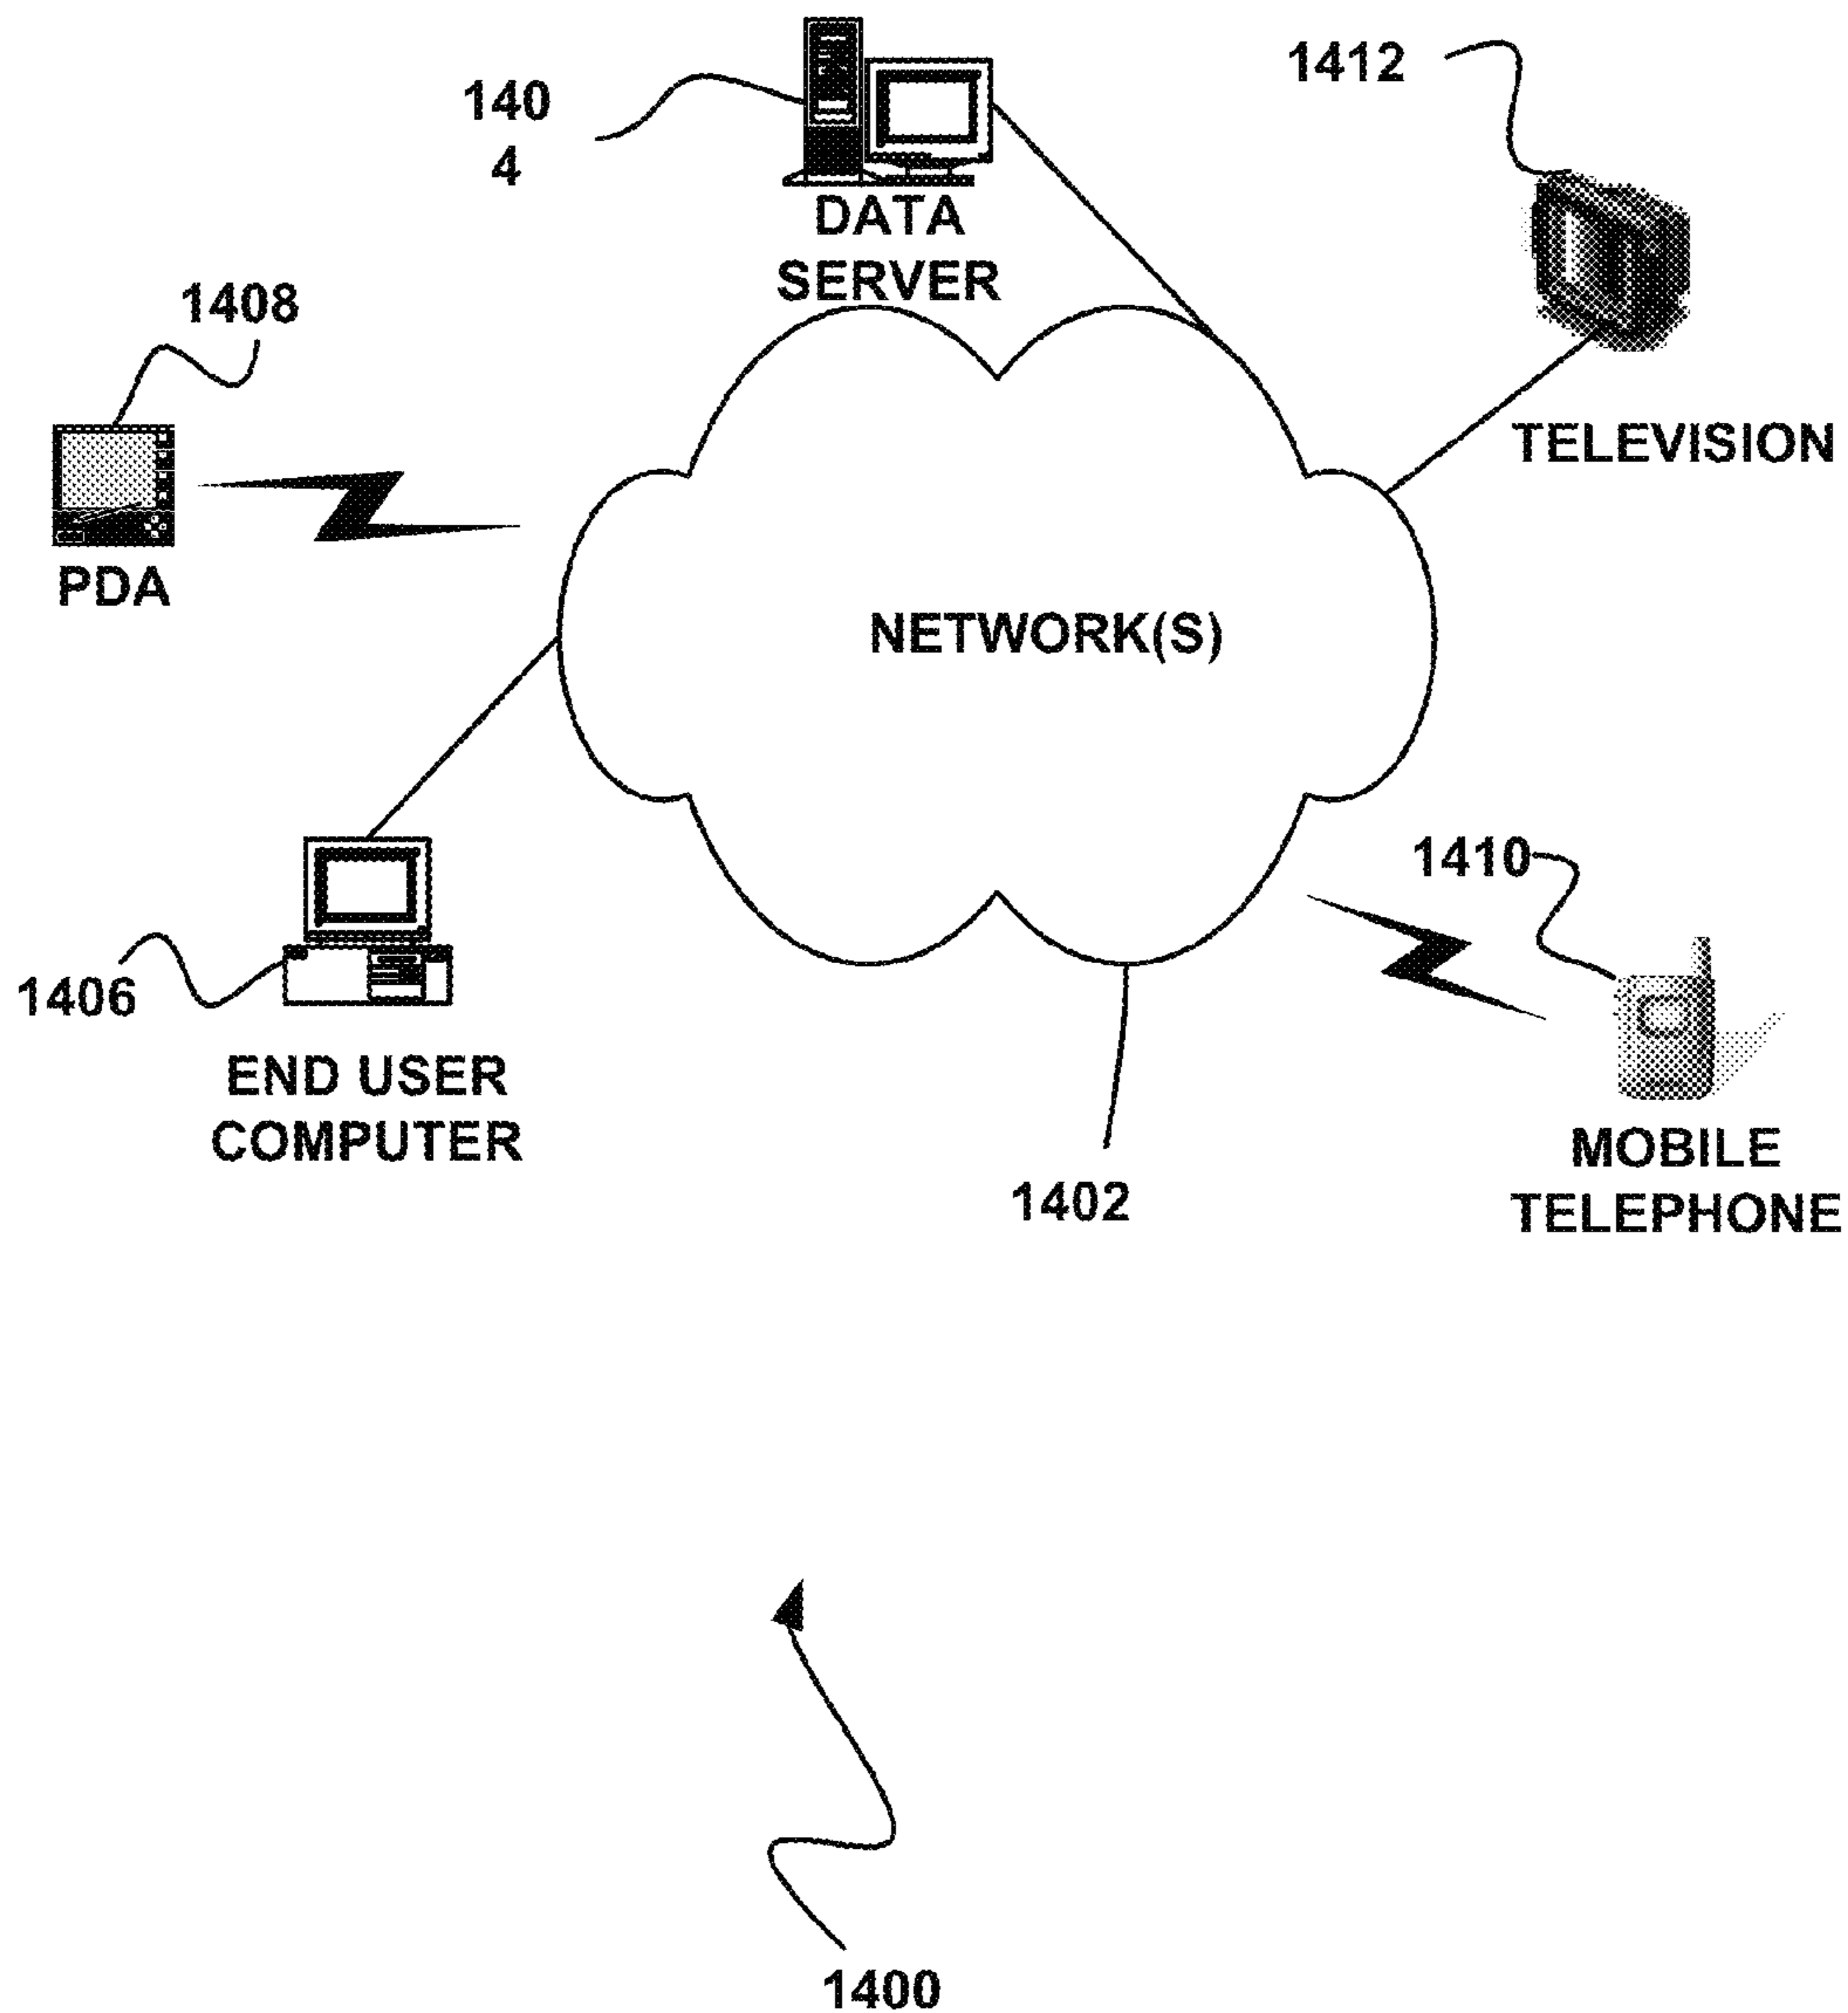 1412
140
4
DATA
SERVER
1408
TELEVISION
PDA
NETWORK(S)
1410
1406
END USER
COMPUTER
MOBILE
TELEPHONE
1402
1400